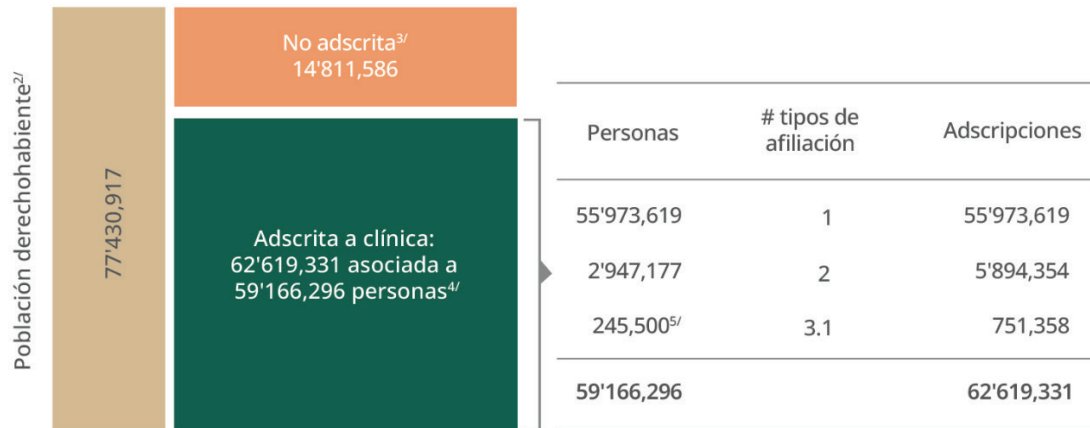 Población derechohabiente2/
77'430,917
No adscrita3/
14'811,586
Adscrita a clínica:
62'619,331 asociada a
59'166,296 personas4/
Personas
# tipos de
afiliación
Adscripciones
55'973,619 1 55'973,619
2'947,177 2 5'894,354
245,5005/ 3.1 751,358
59'166,296 62'619,331